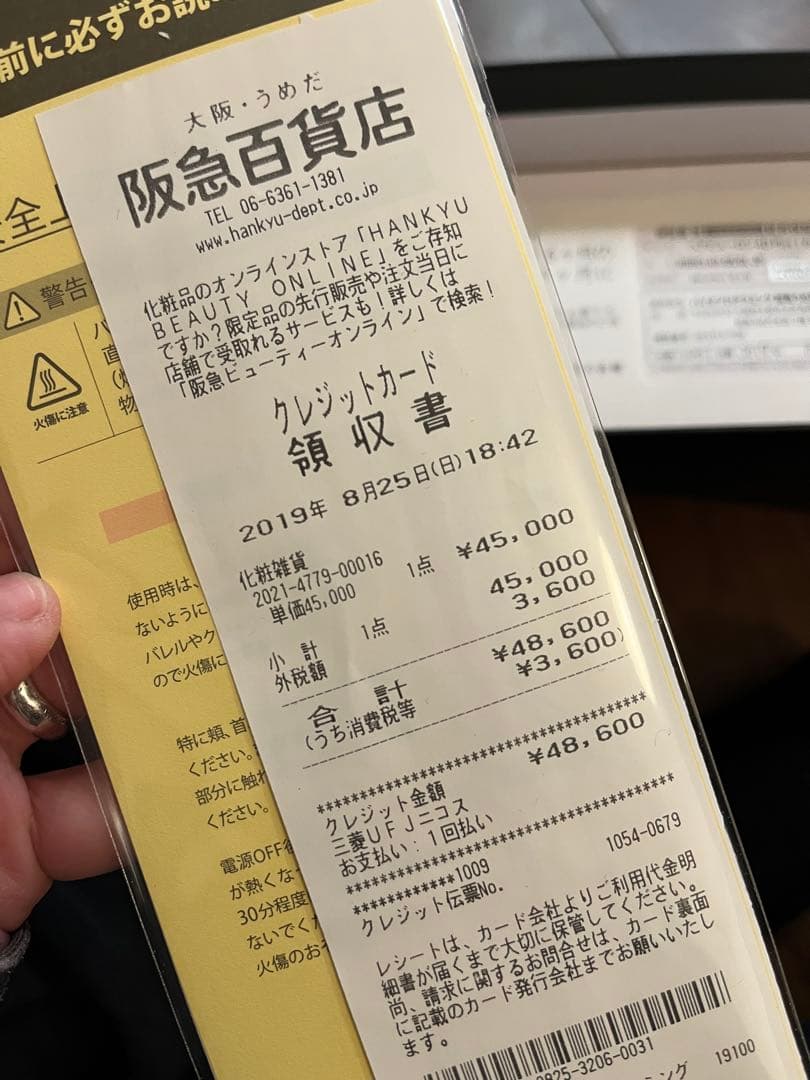 前に必ずお読
全上
警告
火傷に注意
使用時は、
ないように
バレルやク
ので火傷に
特に頬、首
ください。
部分に触れ
ください。
電源OFF後
が熱くな
30分程度
ないでくだ
火傷のおそ
大阪・うめだ
阪急百貨店
TEL 06-6361-1381
www.hankyu-dept.co.jp
化粧品のオンラインストア「HANKYU
BEAUTY ONLINE」をご存知
ですか?限定品の先行販売や注文当日に
店舗で受取れるサービスも!詳しくは
「阪急ビューティーオンライン」で検索!
クレジットカード
領収書
2019年 8月25日(日)18:42
化粧雑貨
2021-4779-00016 1点 ¥45,000
単価45,000
小計 1点 45,000
外税額 3,600
合計 ¥48,600
(うち消費税等 ¥3,600)
************************************
クレジット金額 ¥48,600
三菱UFJニコス
お支払い:1回払い
************************************
************1009
クレジット伝票No. 1054-0679
レシートは、カード会社よりご利用代金明
細書が届くまで大切に保管してください。
尚、請求に関するお問合せは、カード裏面
に記載のカード発行会社までお願いいたし
ます。
0825-3206-0031
ミング 19100